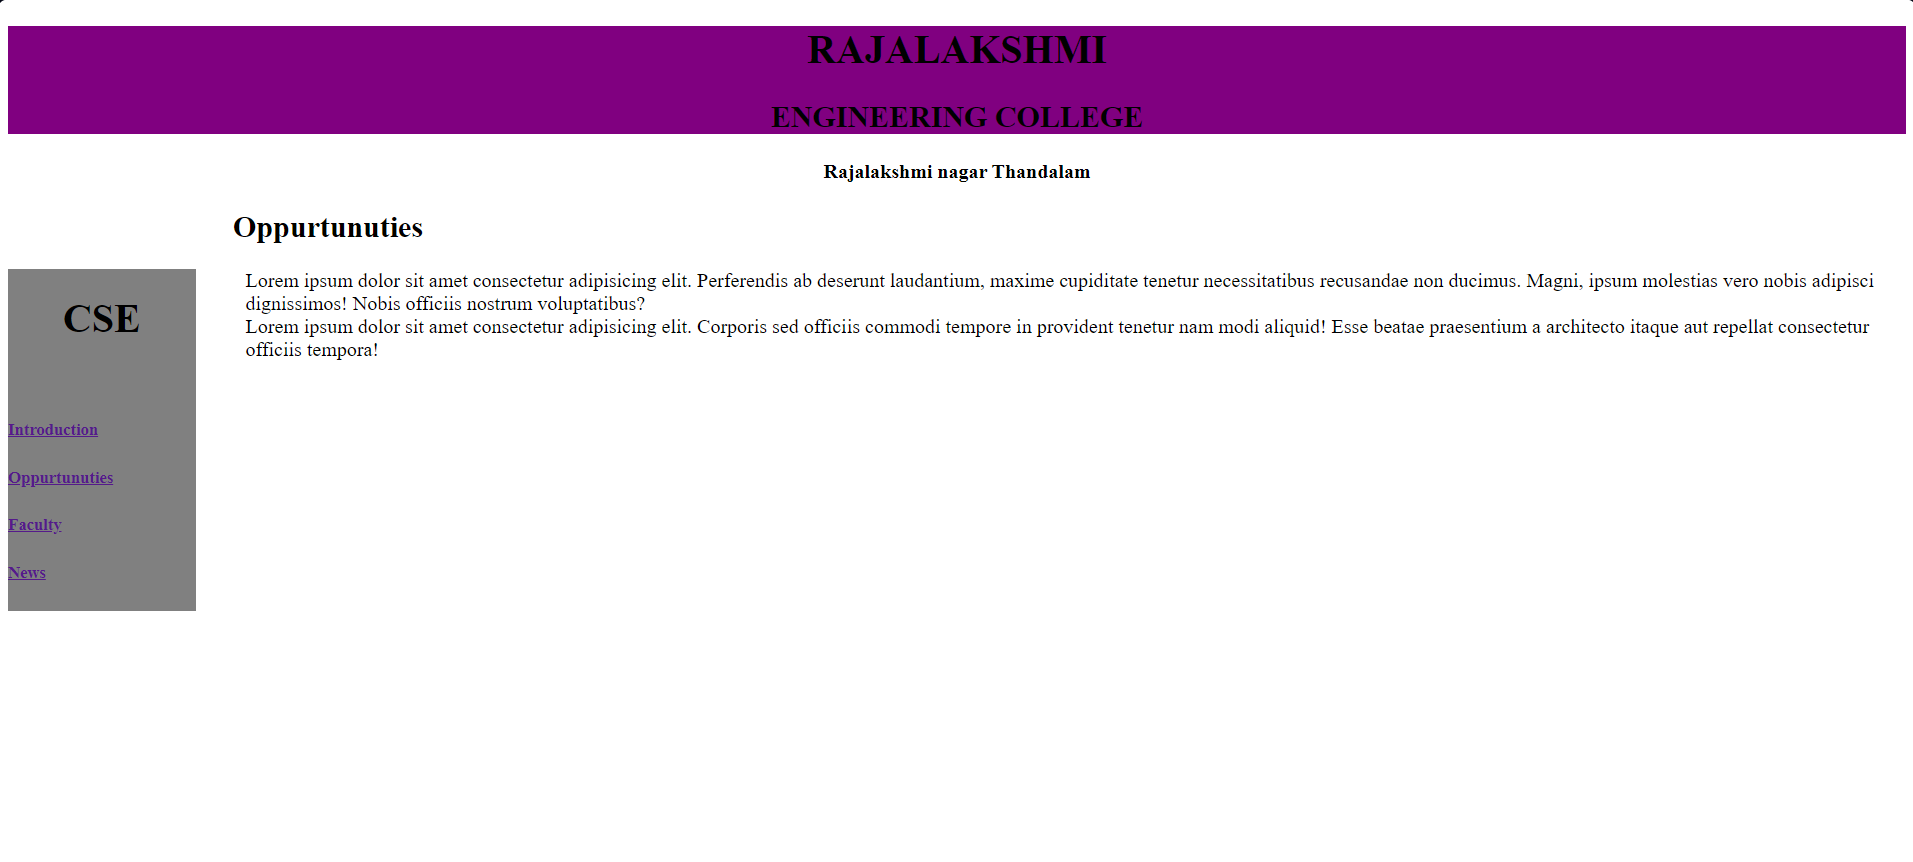 RAJALAKSHMI
ENGINEERING COLLEGE
Rajalakshmi nagar Thandalam
Oppurtunuties
Lorem ipsum dolor sit amet consectetur adipisicing elit. Perferendis ab deserunt laudantium, maxime cupiditate tenetur necessitatibus recusandae non ducimus. Magni, ipsum molestias vero nobis adipisci
dignissimos! Nobis officiis nostrum voluptatibus?
Lorem ipsum dolor sit amet consectetur adipisicing elit. Corporis sed officiis commodi tempore in provident tenetur nam modi aliquid! Esse beatae praesentium a architecto itaque aut repellat consectetur
officiis tempora!
CSE
Introduction
Oppurtunuties
Faculty
News